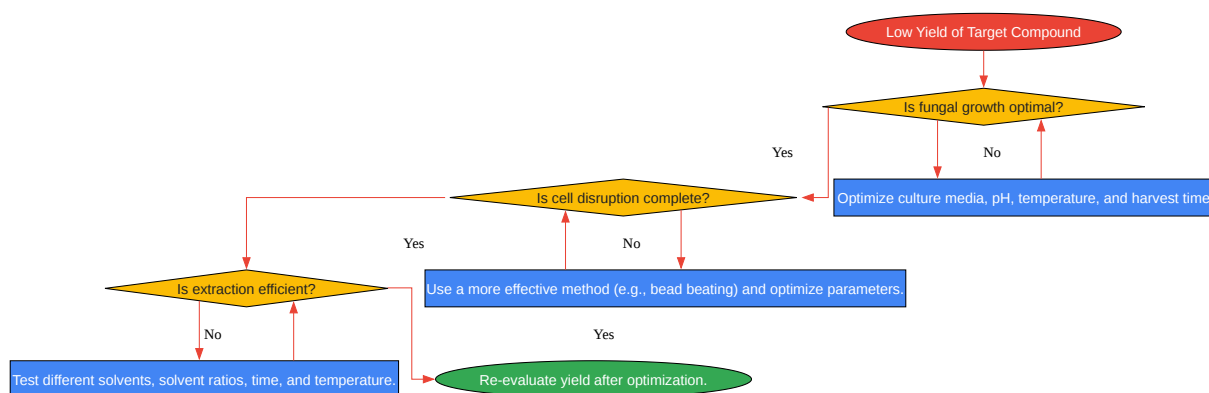 Low Yield of Target Compound
Is fungal growth optimal?
Yes
No
Optimize culture media, pH, temperature, and harvest time
Is cell disruption complete?
Yes
No
Use a more effective method (e.g., bead beating) and optimize parameters.
Is extraction efficient?
No
Yes
Test different solvents, solvent ratios, time, and temperature.
Re-evaluate yield after optimization.